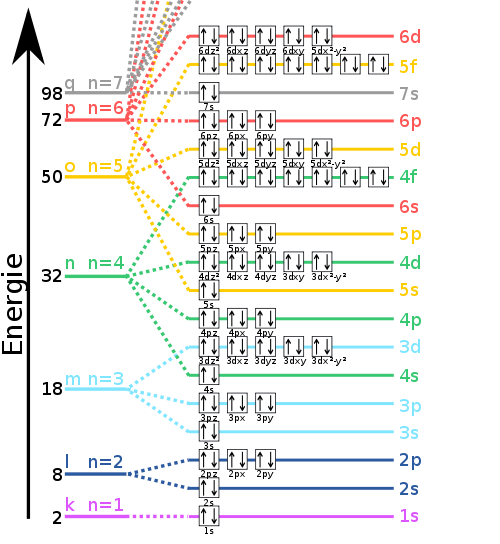 6d
6dz² 6dxz 6dyz 6dxy 5dx²-y²
5f
q n=7
98
7s
7s
p n=6
72
6p
6pz 6px 6py
5d
5dz² 5dxz 5dyz 5dxy 5dx²-y²
o n=5
50
4f
6s
6s
5p
5pz 5px 5py
n n=4
32
4d
4dz² 4dxz 4dyz 3dxy 3dx²-y²
5s
5s
4p
4pz 4px 4py
3d
3dz² 3dxz 3dyz 3dxy 3dx²-y²
m n=3
18
4s
4s
3p
3pz 3px 3py
3s
3s
l n=2
8
2p
2pz 2px 2py
2s
2s
k n=1
2
1s
1s
Energie